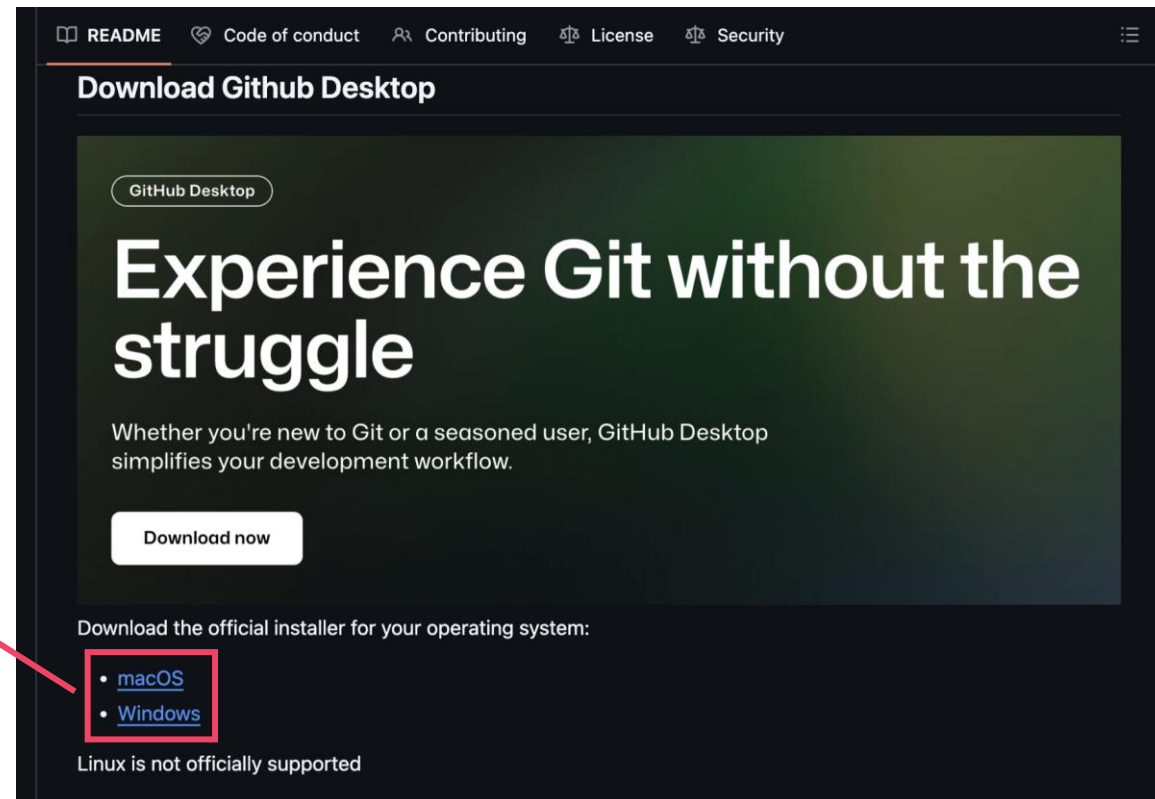 README Code of conduct Contributing License Security
Download Github Desktop
GitHub Desktop
Experience Git without the
struggle
Whether you're new to Git or a seasoned user, GitHub Desktop
simplifies your development workflow.
Download now
Download the official installer for your operating system:
• macOS
• Windows
Linux is not officially supported